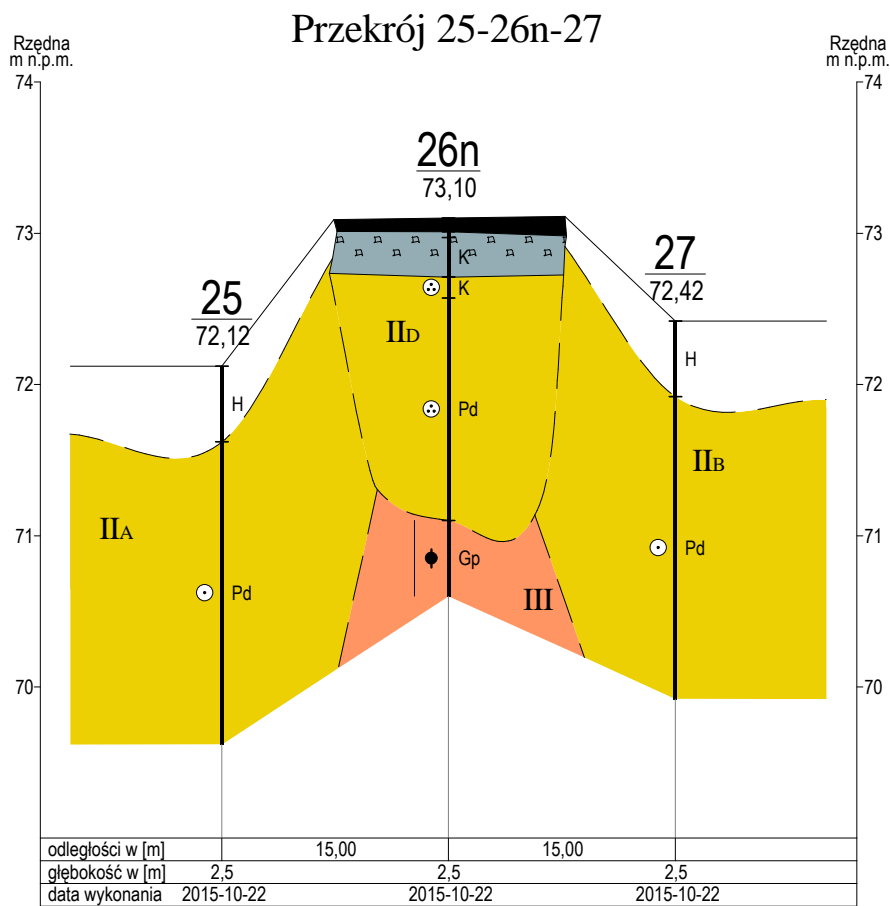 Przekrój 25-26n-27
Rzędna
m n.p.m.
Rzędna
m n.p.m.
74
74
26n
73,10
73
73
25
72,12
27
72,42
K
K
IID
H
H
72
72
Pd
IIB
71
71
IIA
Pd
Gp
Pd
III
70
70
odległości w [m] 15,00 15,00
głębokość w [m] 2,5 2,5 2,5
data wykonania 2015-10-22 2015-10-22 2015-10-22